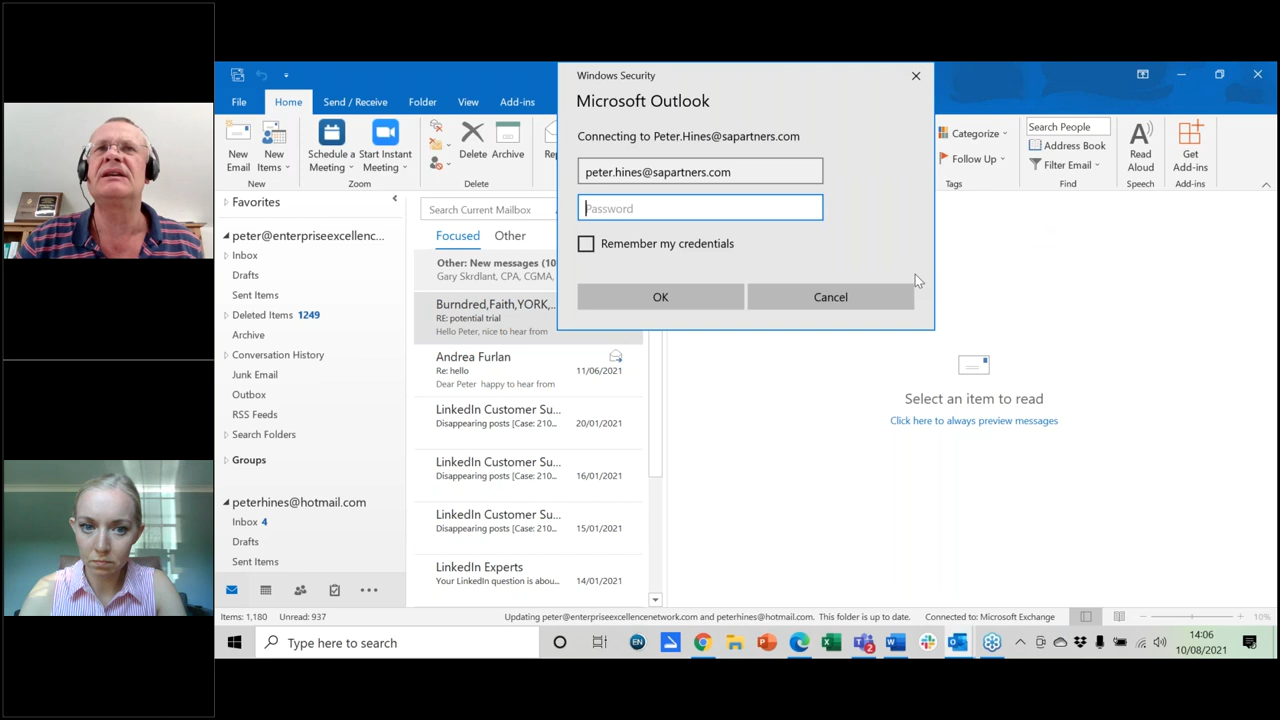 Windows Security
Microsoft Outlook
Connecting to Peter.Hines@sapartners.com
peter.hines@sapartners.com
Password
Remember my credentials
OK
Cancel
File
Home
Send / Receive
Folder
View
Add-ins
New
Email
New
Items
New
Schedule a
Meeting
Start Instant
Meeting
Zoom
Delete
Archive
Delete
Categorize
Follow Up
Tags
Search People
Address Book
Filter Email
Find
Read
Aloud
Speech
Get
Add-ins
Add-ins
Favorites
peter@enterpriseexcellenc...
Inbox
Drafts
Sent Items
Deleted Items 1249
Archive
Conversation History
Junk Email
Outbox
RSS Feeds
Search Folders
Groups
peterhines@hotmail.com
Inbox 4
Drafts
Sent Items
Search Current Mailbox
Focused
Other
Other: New messages (10
Gary Skrdlant, CPA, CGMA,
Burndred,Faith,YORK,...
RE: potential trial
Hello Peter, nice to hear from
Andrea Furlan
Re: hello 11/06/2021
Dear Peter happy to hear from
LinkedIn Customer Su...
Disappearing posts [Case: 210... 20/01/2021
LinkedIn Customer Su...
Disappearing posts [Case: 210... 16/01/2021
LinkedIn Customer Su...
Disappearing posts [Case: 210... 15/01/2021
LinkedIn Experts
Your LinkedIn question is abou... 14/01/2021
Select an item to read
Click here to always preview messages
Items: 1,180 Unread: 937
Updating peter@enterpriseexcellencenetwork.com and peterhines@hotmail.com. This folder is up to date. Connected to: Microsoft Exchange
10%
Type here to search
EN
2
14:06
10/08/2021